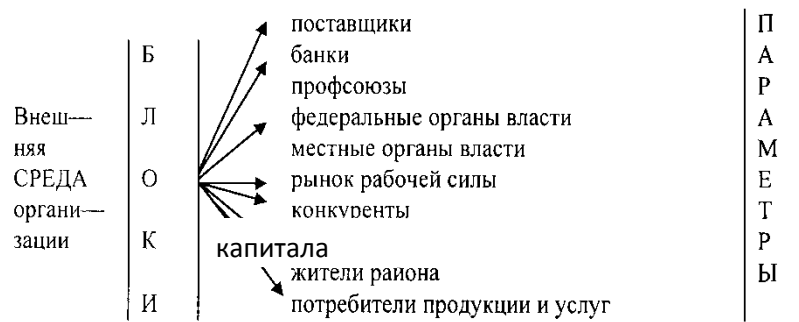 Внеш—
няя
СРЕДА
органи—
зации
Б
Л
О
К
И
поставщики
банки
профсоюзы
федеральные органы власти
местные органы власти
рынок рабочей силы
конкуренты
капитала
жители района
потребители продукции и услуг
П
А
Р
А
М
Е
Т
Р
Ы